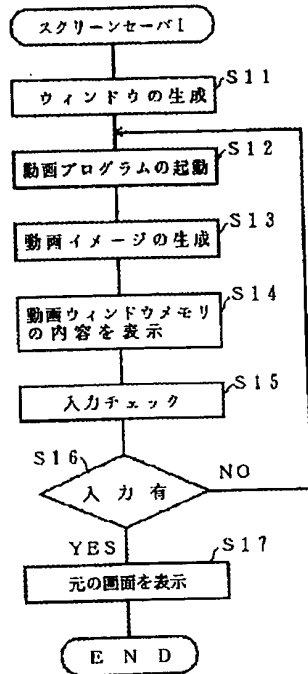 スクリーンセーバI
S11
ウィンドウの生成
S12
動画プログラムの起動
S13
動画イメージの生成
S14
動画ウィンドウメモリ
の内容を表示
S15
入力チェック
S16
入力有
NO
YES
S17
元の画面を表示
END